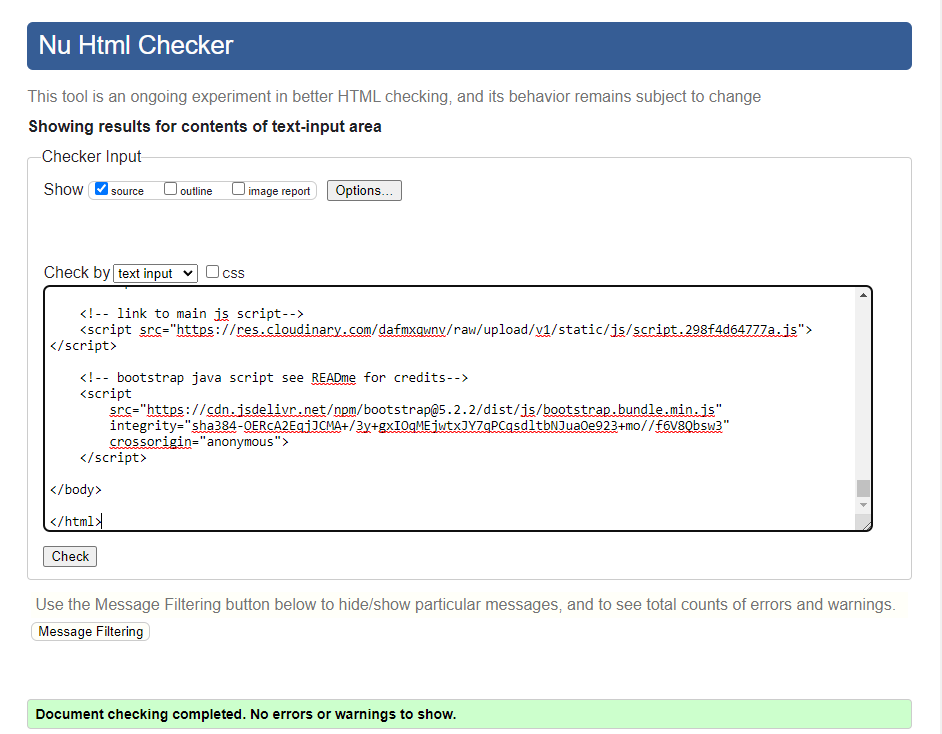 Nu Html Checker
This tool is an ongoing experiment in better HTML checking, and its behavior remains subject to change
Showing results for contents of text-input area
Checker Input
Show source outline image report Options...
Check by text input css
<!-- link to main js script-->
<script src="https://res.cloudinary.com/dafmxqwnv/raw/upload/v1/static/js/script.298f4d64777a.js">
</script>
<!-- bootstrap java script see READme for credits-->
<script
src="https://cdn.jsdelivr.net/npm/bootstrap@5.2.2/dist/js/bootstrap.bundle.min.js"
integrity="sha384-OERcA2EqjJCMA+/3y+gxIOqMEjwtxJY7qPCqsdltbNJuaOe923+mo//f6V8Qbsw3"
crossorigin="anonymous">
</script>
</body>
</html>
Check
Use the Message Filtering button below to hide/show particular messages, and to see total counts of errors and warnings.
Message Filtering
Document checking completed. No errors or warnings to show.